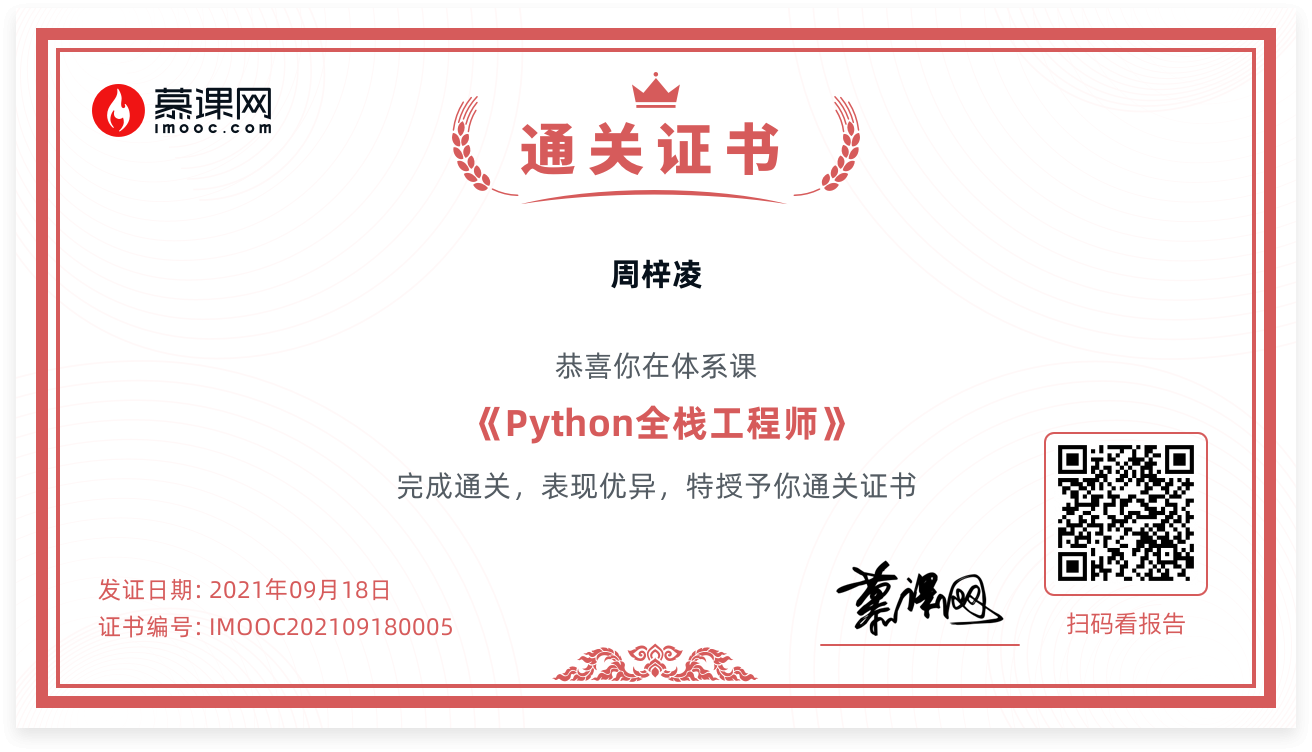 慕课网
imooc.com
通关证书
周梓凌
恭喜你在体系课
《Python全栈工程师》
完成通关，表现优异，特授予你通关证书
发证日期: 2021年09月18日
证书编号: IMOOC202109180005
慕课网
扫码看报告